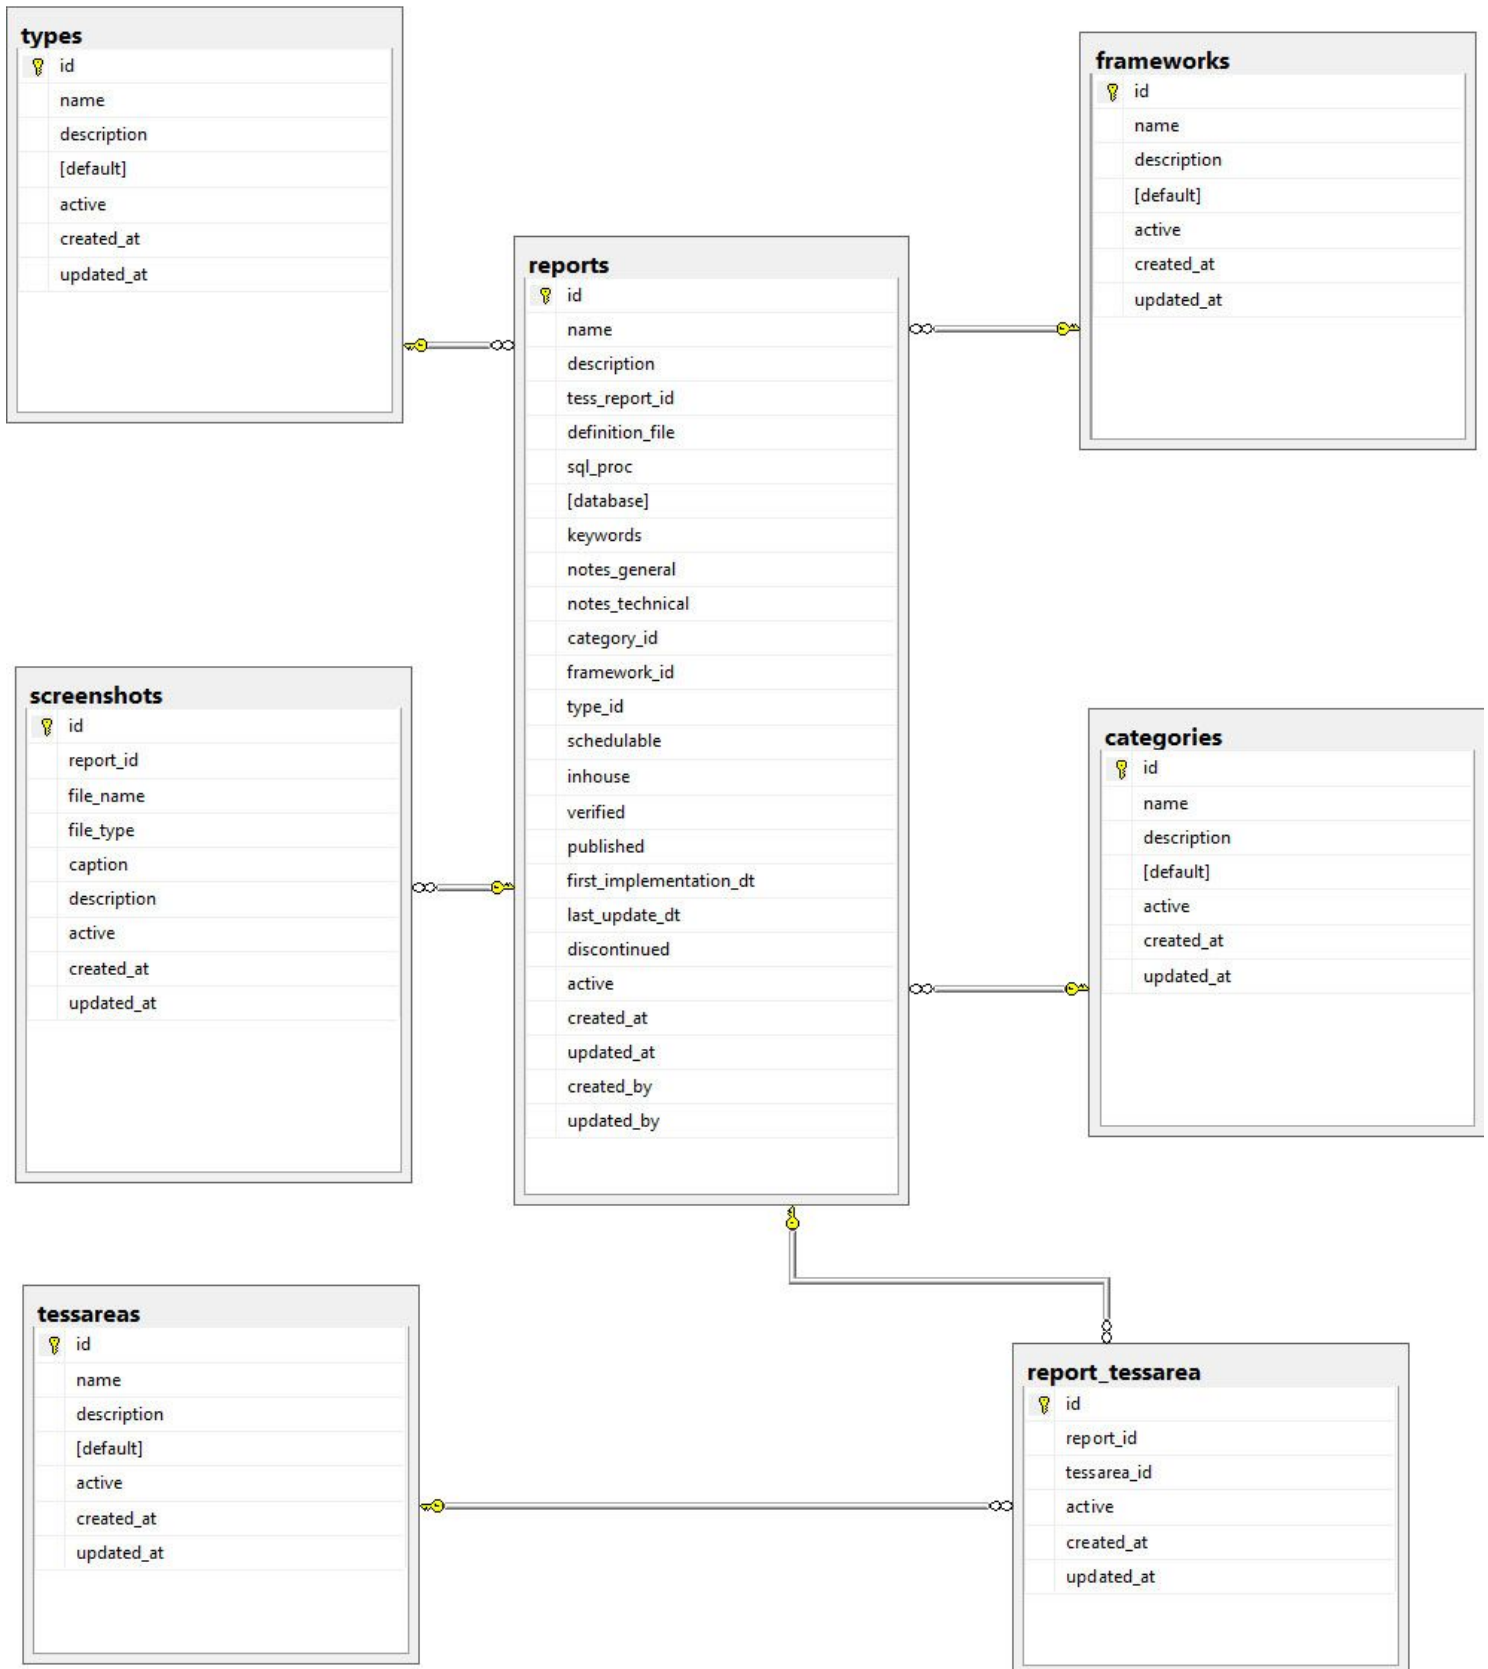 types
id
name
description
[default]
active
created_at
updated_at
frameworks
id
name
description
[default]
active
created_at
updated_at
reports
id
name
description
tess_report_id
definition_file
sql_proc
[database]
keywords
notes_general
notes_technical
category_id
framework_id
type_id
schedulable
inhouse
verified
published
first_implementation_dt
last_update_dt
discontinued
active
created_at
updated_at
created_by
updated_by
screenshots
id
report_id
file_name
file_type
caption
description
active
created_at
updated_at
categories
id
name
description
[default]
active
created_at
updated_at
tessareas
id
name
description
[default]
active
created_at
updated_at
report_tessarea
id
report_id
tessarea_id
active
created_at
updated_at